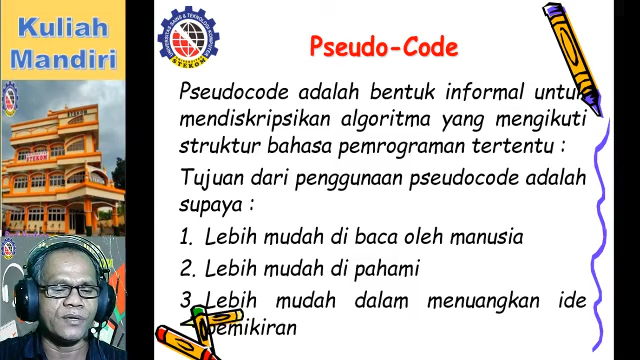 Kuliah
Mandiri
STEKOM
Pseudo-Code
Pseudocode adalah bentuk informal untuk
mendiskripsikan algoritma yang mengikuti
struktur bahasa pemrograman tertentu :
Tujuan dari penggunaan pseudocode adalah
supaya :
1. Lebih mudah di baca oleh manusia
2. Lebih mudah di pahami
3. Lebih mudah dalam menuangkan ide
pemikiran
STEKOM